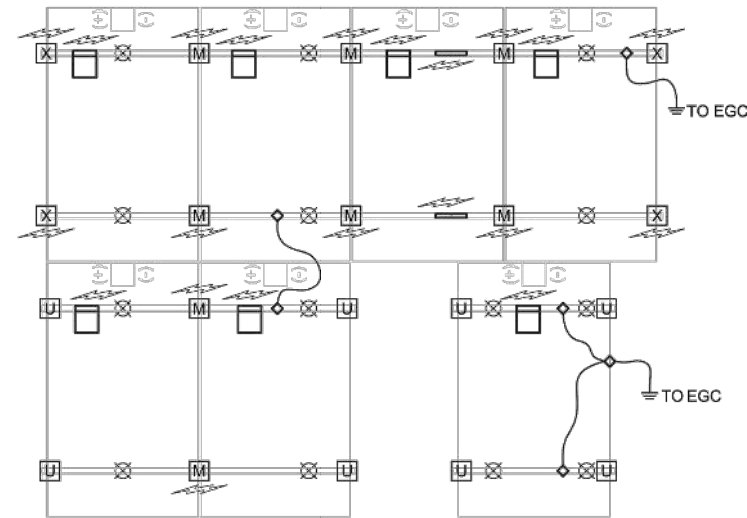 (+) (-) (+) (-) (+) (-) (+) (-)
X M M M X
TO EGC
X M M M X
(+) (-) (+) (-) (+) (-)
U M U U U
TO EGC
U M U U U